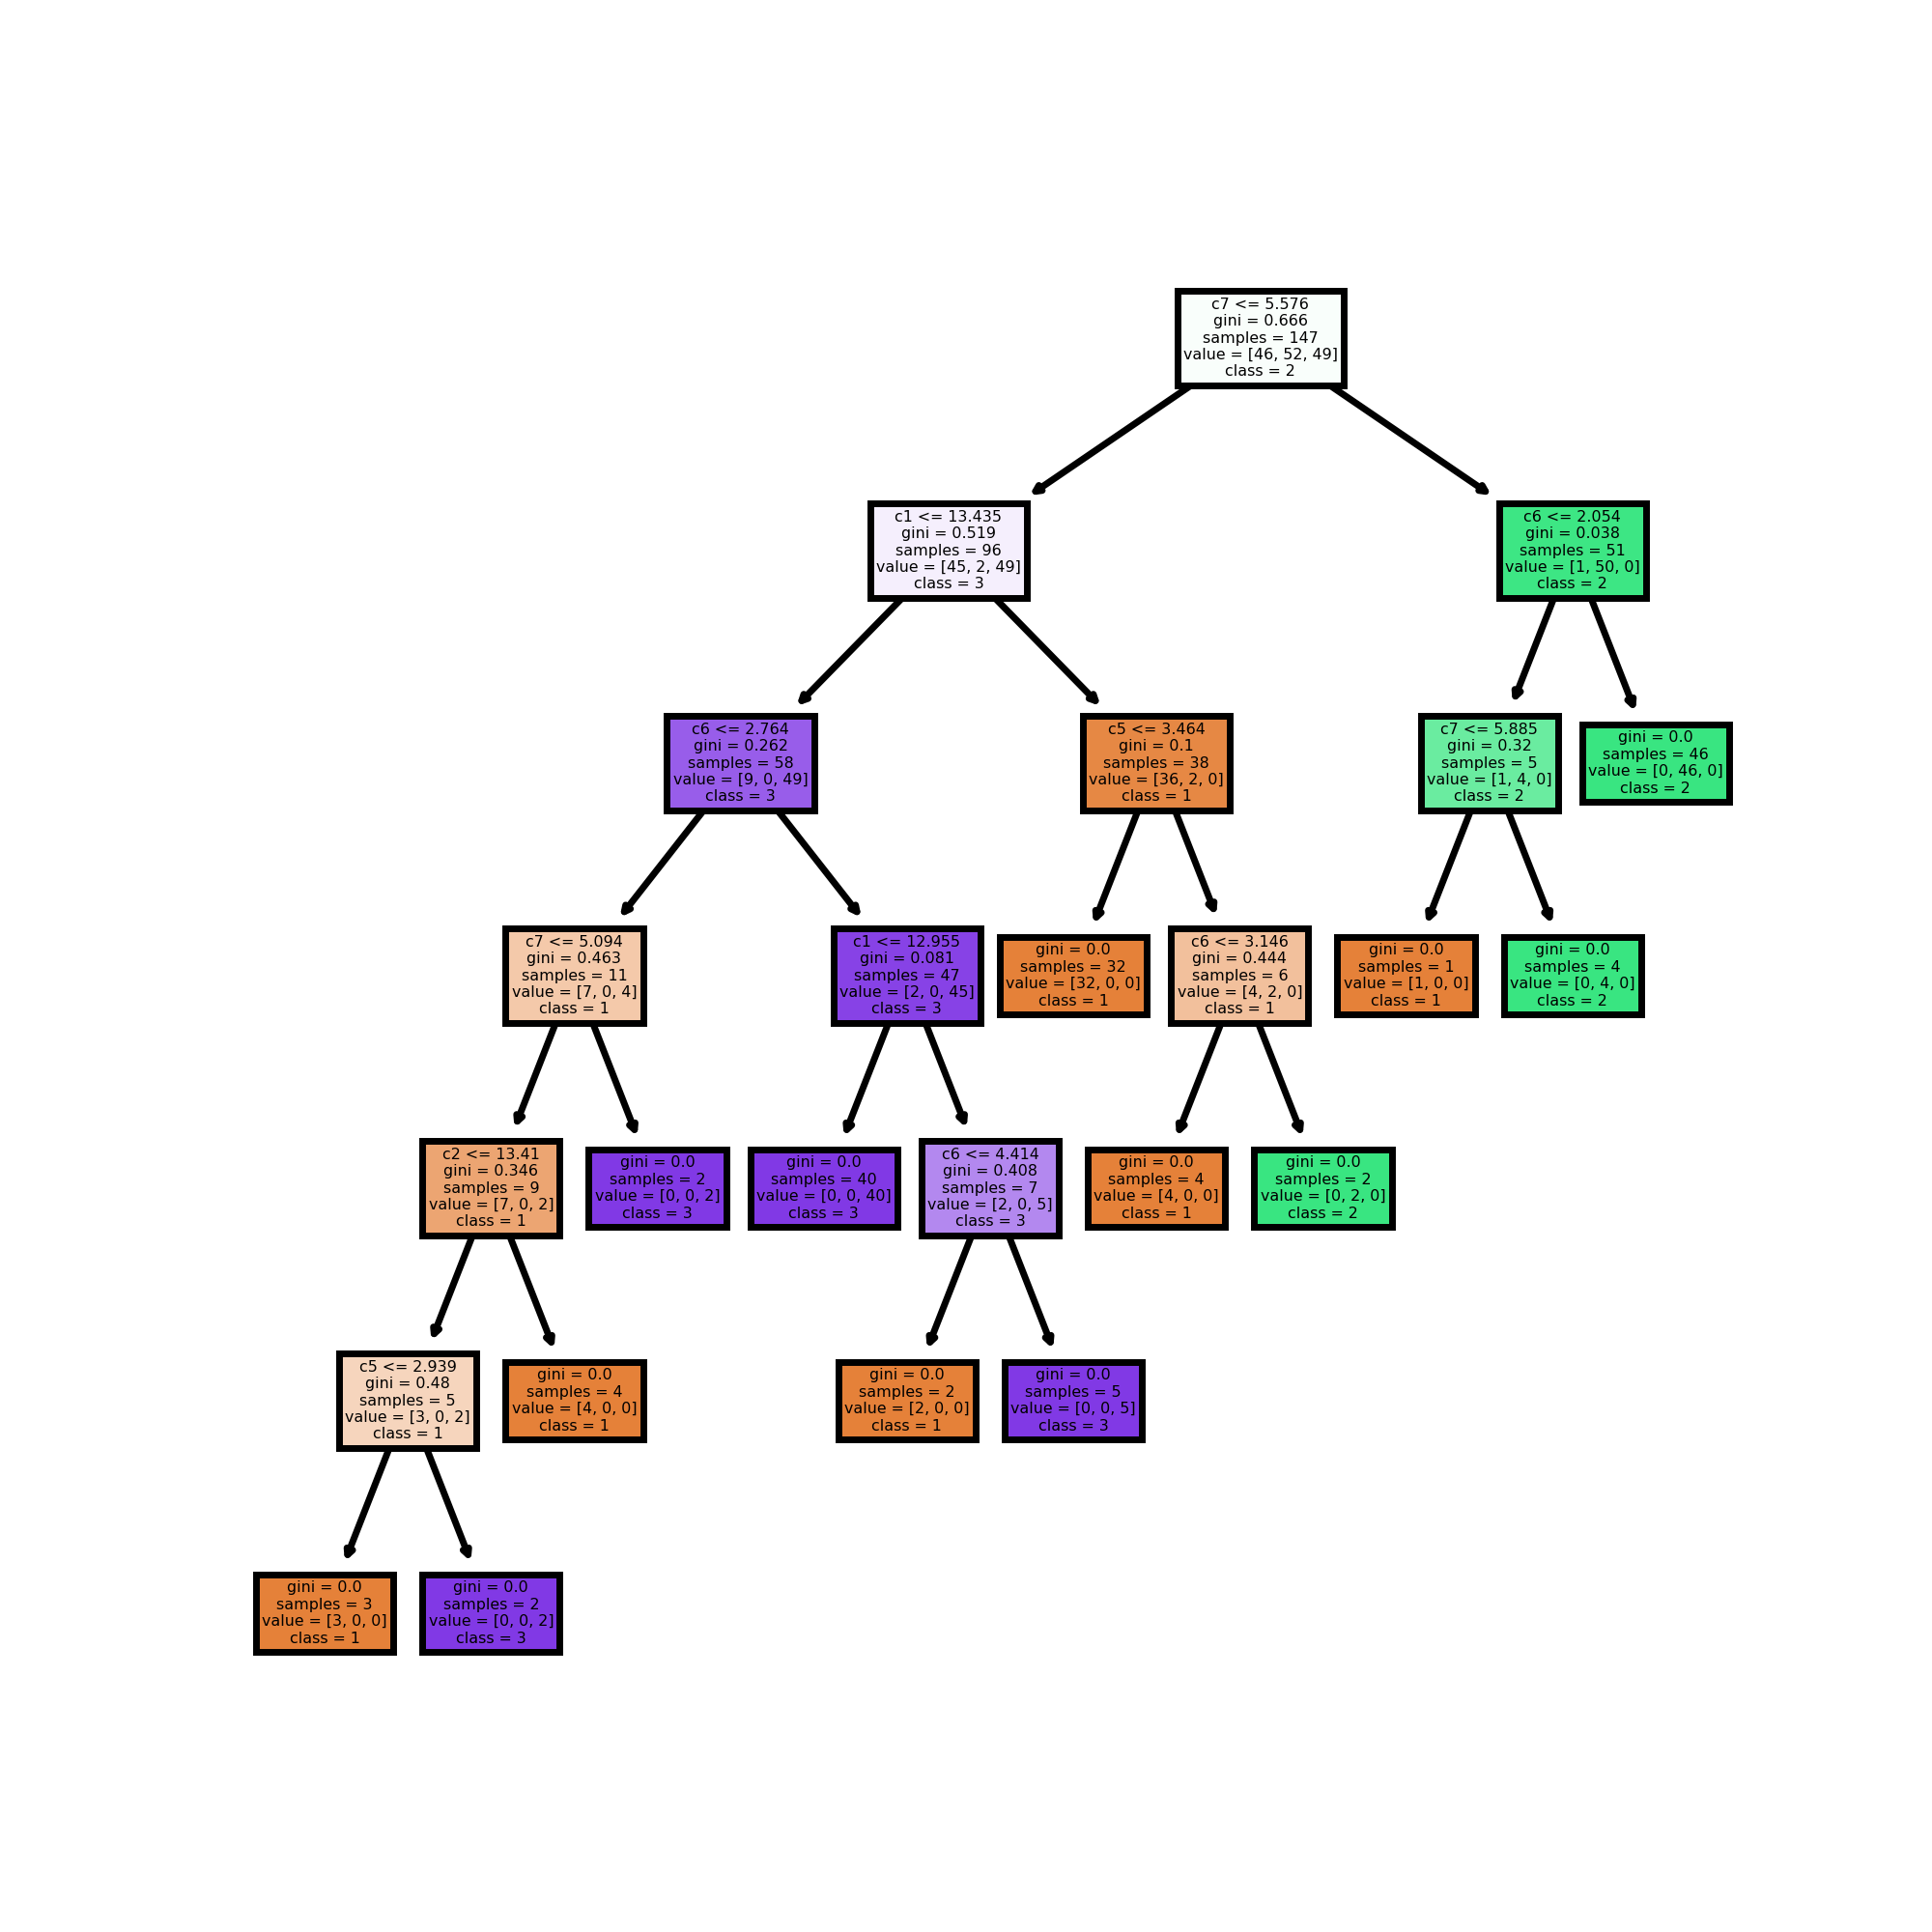 c7 <= 5.576
gini = 0.666
samples = 147
value = [46, 52, 49]
class = 2
c1 <= 13.435
gini = 0.519
samples = 96
value = [45, 2, 49]
class = 3
c6 <= 2.054
gini = 0.038
samples = 51
value = [1, 50, 0]
class = 2
c6 <= 2.764
gini = 0.262
samples = 58
value = [9, 0, 49]
class = 3
c5 <= 3.464
gini = 0.1
samples = 38
value = [36, 2, 0]
class = 1
c7 <= 5.885
gini = 0.32
samples = 5
value = [1, 4, 0]
class = 2
gini = 0.0
samples = 46
value = [0, 46, 0]
class = 2
c7 <= 5.094
gini = 0.463
samples = 11
value = [7, 0, 4]
class = 1
c1 <= 12.955
gini = 0.081
samples = 47
value = [2, 0, 45]
class = 3
gini = 0.0
samples = 32
value = [32, 0, 0]
class = 1
c6 <= 3.146
gini = 0.444
samples = 6
value = [4, 2, 0]
class = 1
gini = 0.0
samples = 1
value = [1, 0, 0]
class = 1
gini = 0.0
samples = 4
value = [0, 4, 0]
class = 2
c2 <= 13.41
gini = 0.346
samples = 9
value = [7, 0, 2]
class = 1
gini = 0.0
samples = 2
value = [0, 0, 2]
class = 3
gini = 0.0
samples = 40
value = [0, 0, 40]
class = 3
c6 <= 4.414
gini = 0.408
samples = 7
value = [2, 0, 5]
class = 3
gini = 0.0
samples = 4
value = [4, 0, 0]
class = 1
gini = 0.0
samples = 2
value = [0, 2, 0]
class = 2
c5 <= 2.939
gini = 0.48
samples = 5
value = [3, 0, 2]
class = 1
gini = 0.0
samples = 4
value = [4, 0, 0]
class = 1
gini = 0.0
samples = 2
value = [2, 0, 0]
class = 1
gini = 0.0
samples = 5
value = [0, 0, 5]
class = 3
gini = 0.0
samples = 3
value = [3, 0, 0]
class = 1
gini = 0.0
samples = 2
value = [0, 0, 2]
class = 3